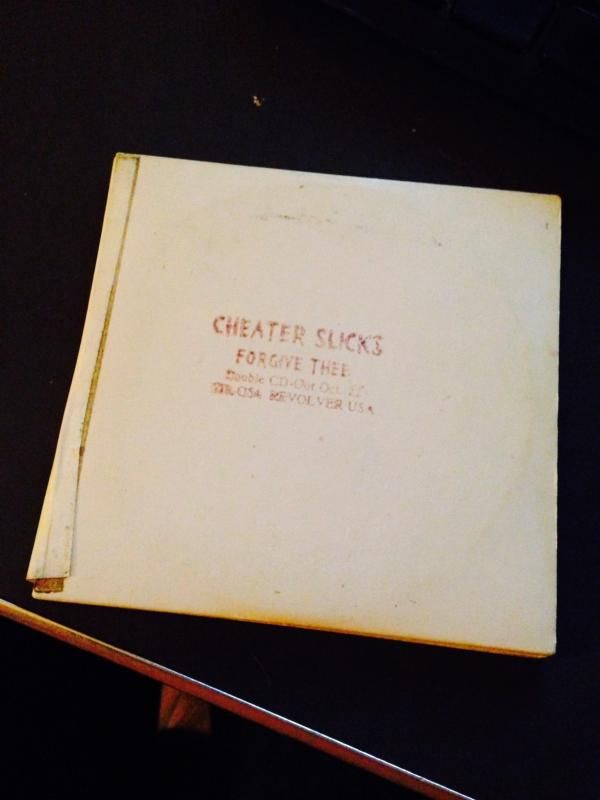 CHEATER SLICKS
FORGIVE THEE
Double CD-Out Oct.
REVOLVER USA